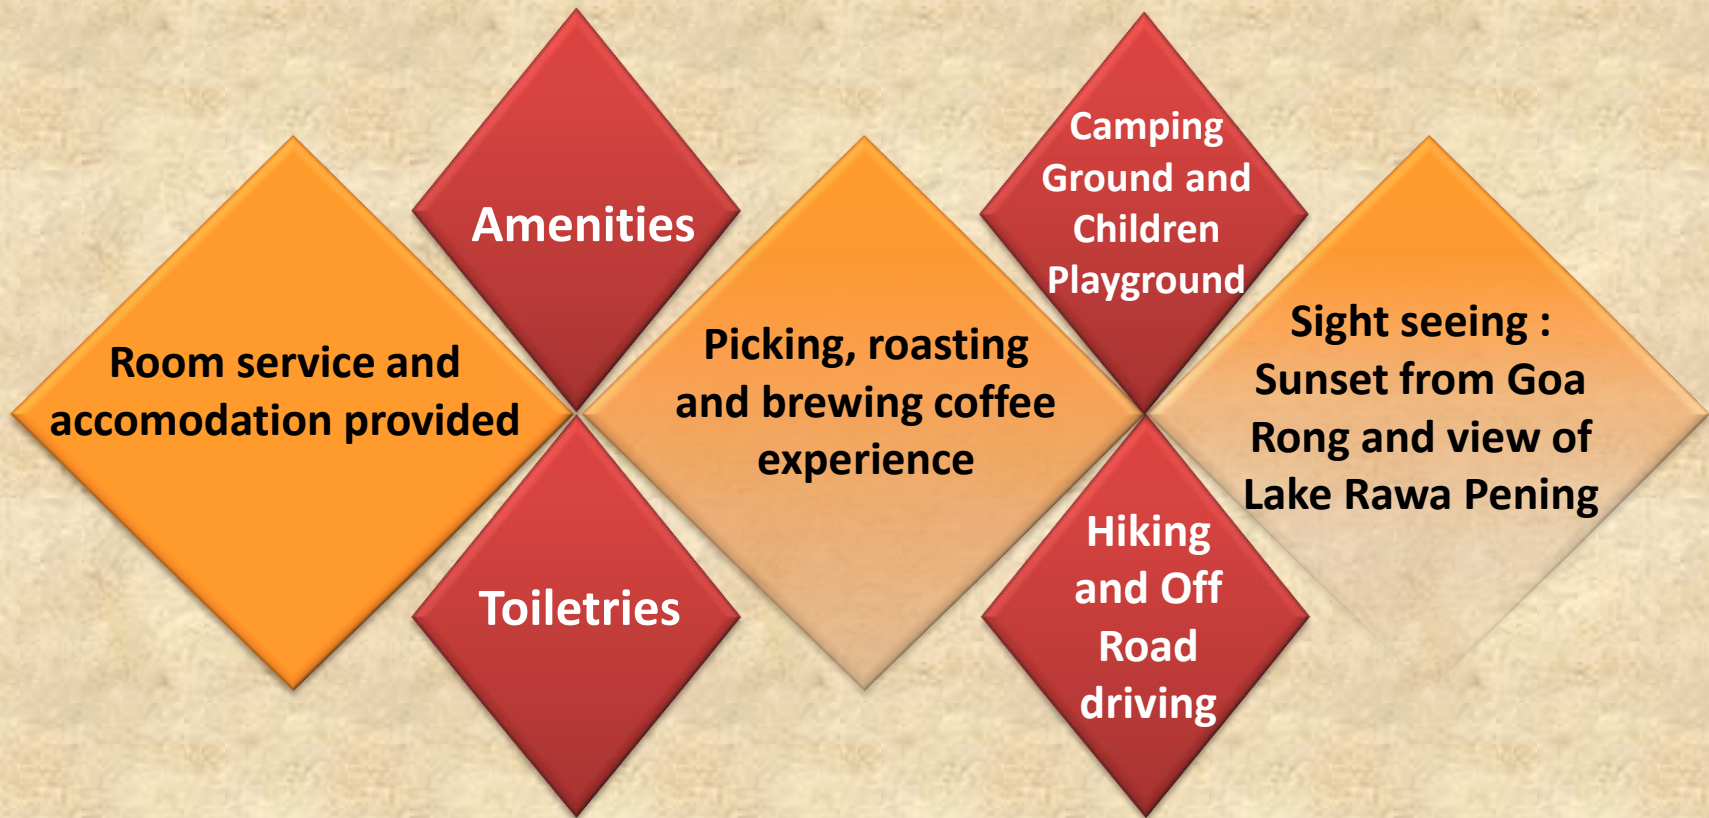 Room service and
accomodation provided
Amenities
Toiletries
Picking, roasting
and brewing coffee
experience
Camping
Ground and
Children
Playground
Hiking
and Off
Road
driving
Sight seeing :
Sunset from Goa
Rong and view of
Lake Rawa Pening